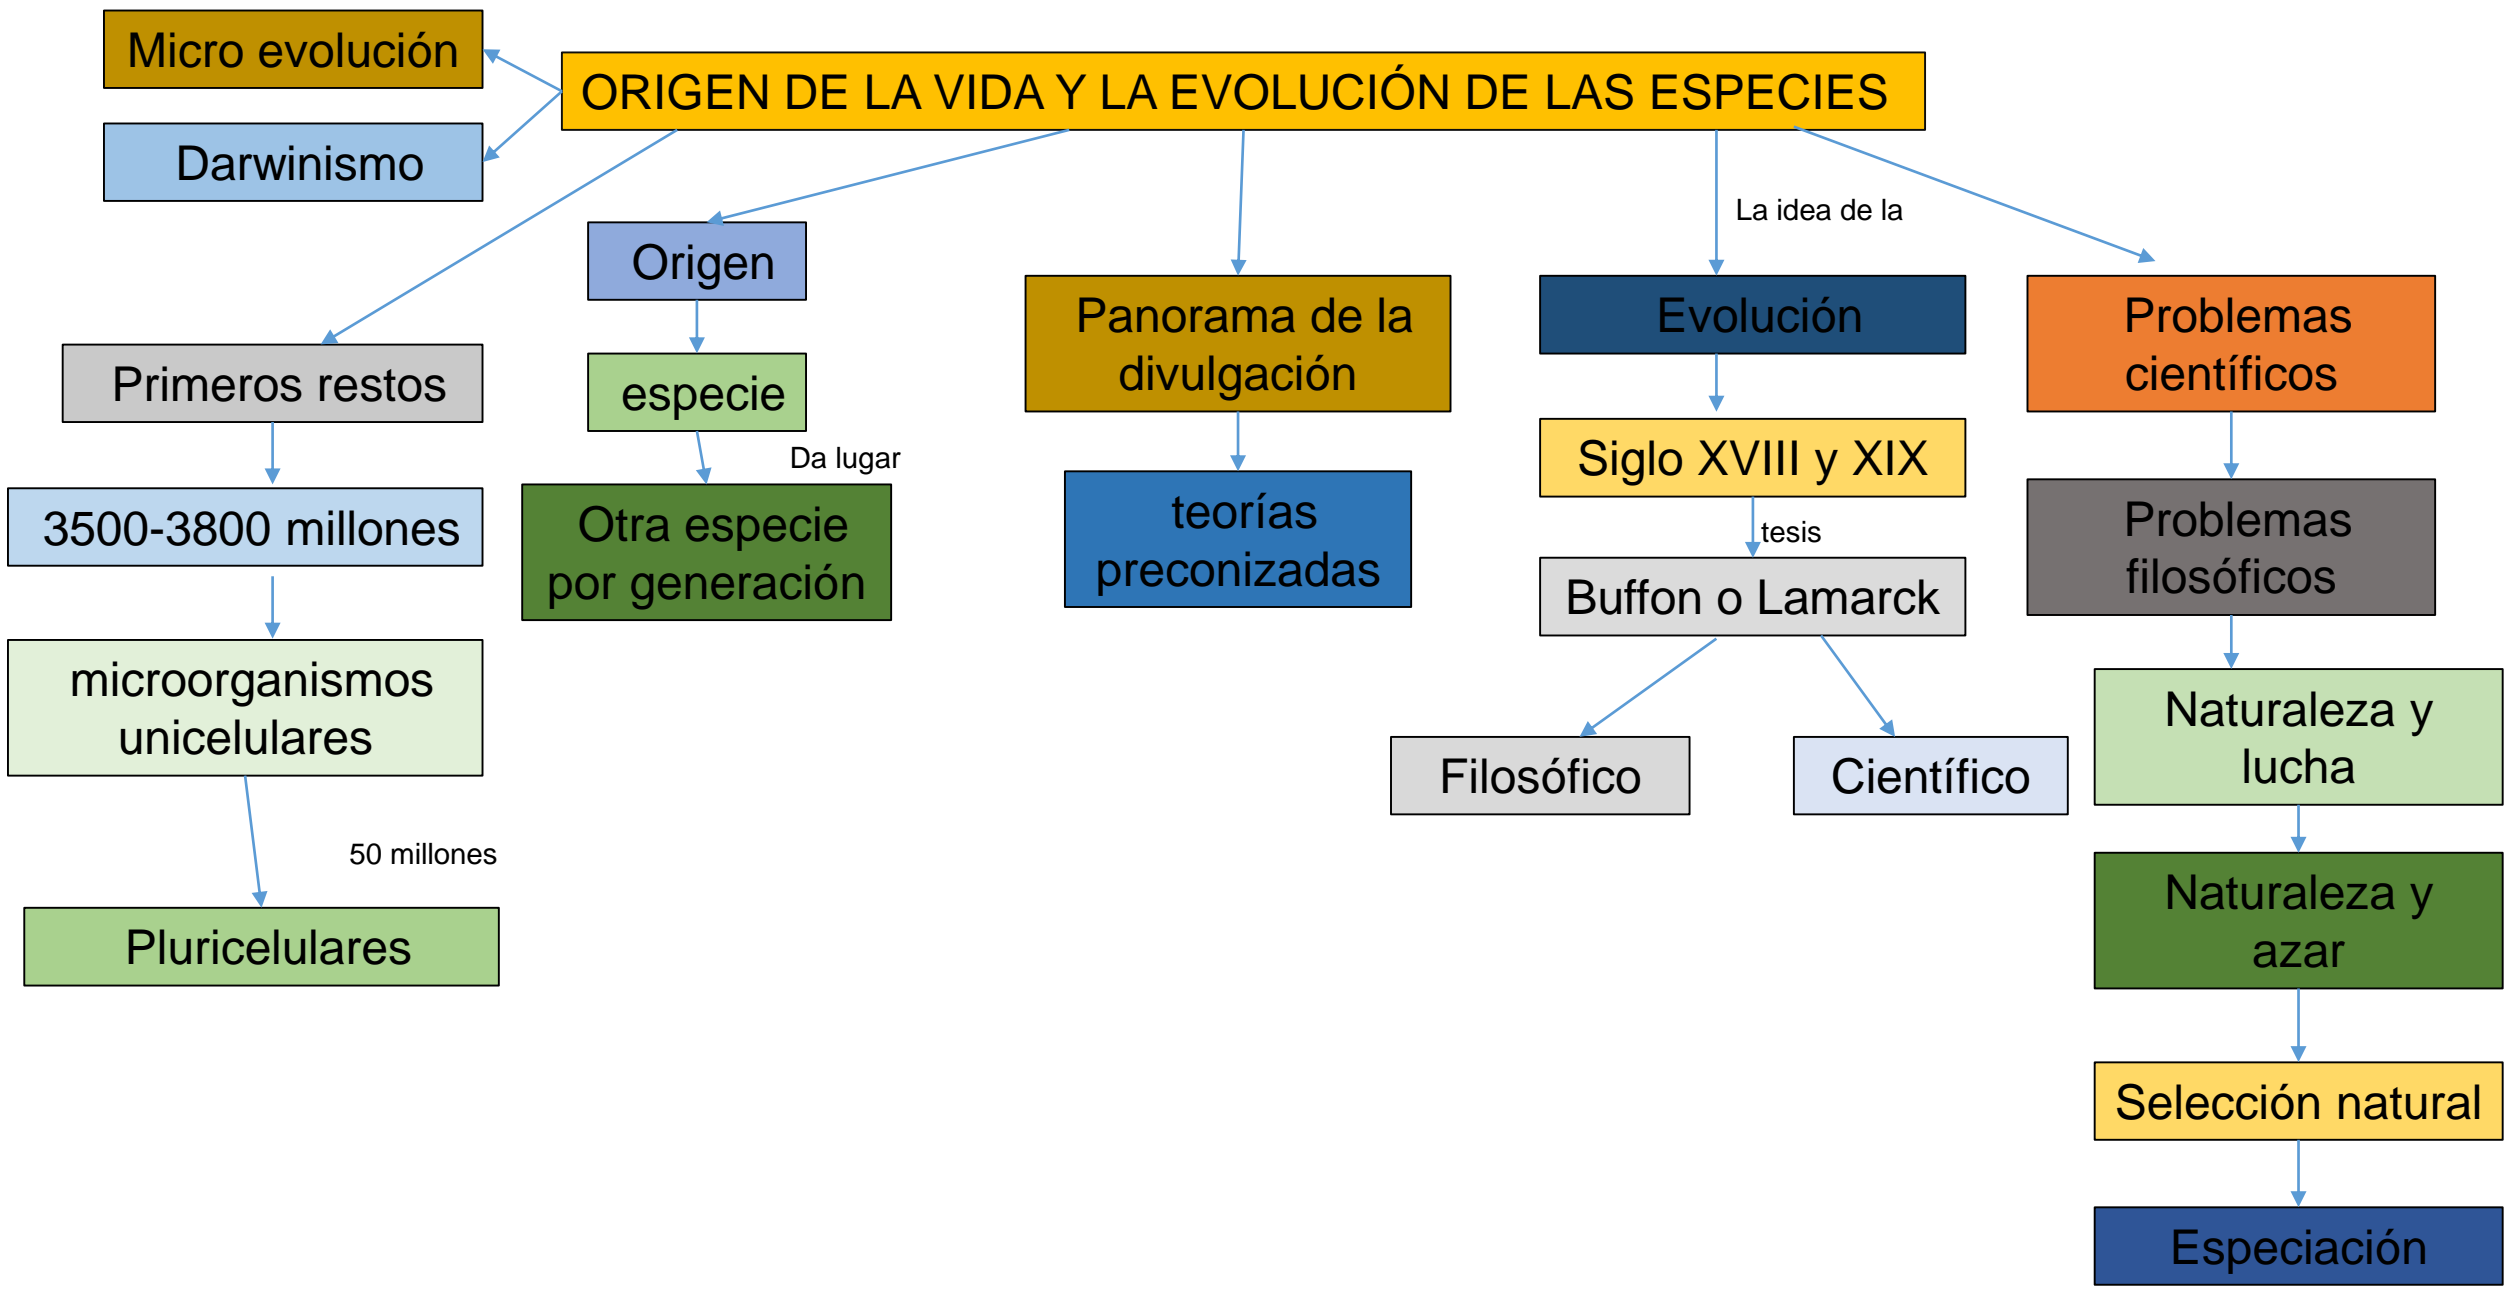 Micro evolución
ORIGEN DE LA VIDA Y LA EVOLUCIÓN DE LAS ESPECIES
Darwinismo
La idea de la
Origen
Panorama de la
divulgación
Evolución
Problemas
científicos
Primeros restos
especie
Da lugar
Siglo XVIII y XIX
3500-3800 millones
Otra especie
por generación
teorías
preconizadas
tesis
Buffon o Lamarck
Problemas
filosóficos
microorganismos
unicelulares
Filosófico
Científico
Naturaleza y
lucha
50 millones
Pluricelulares
Naturaleza y
azar
Selección natural
Especiación